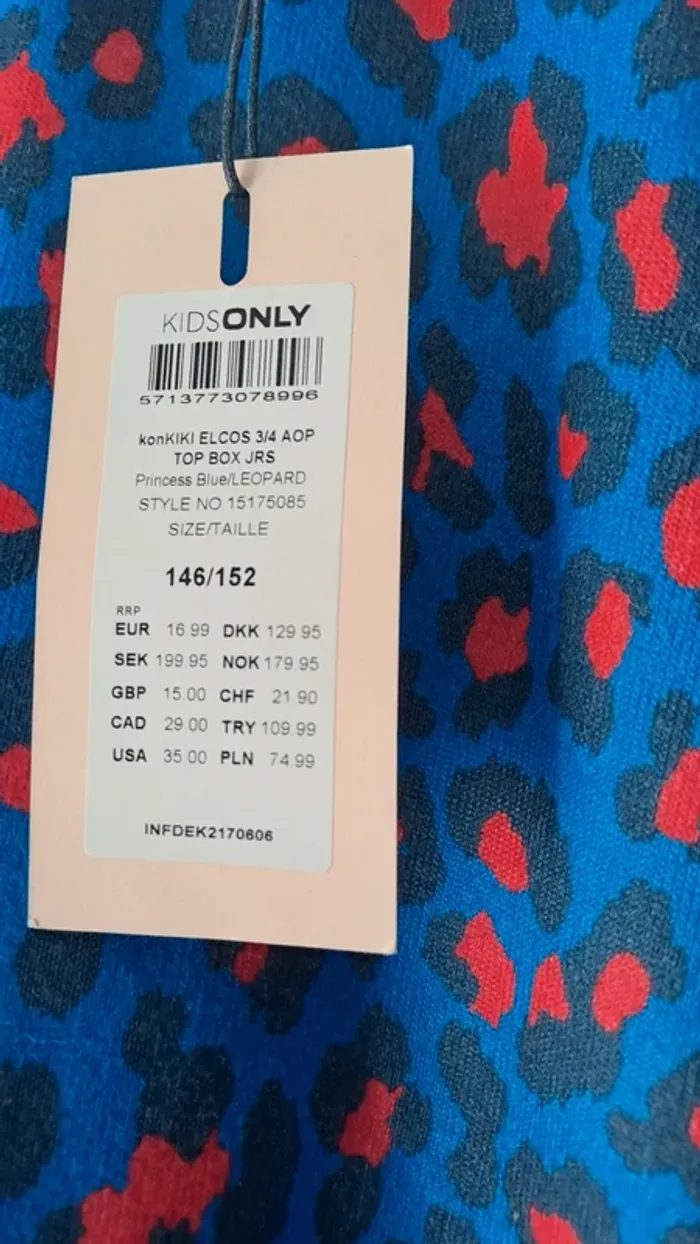 KIDSONLY
5713773078996
konKIKI ELCOS 3/4 AOP
TOP BOX JRS
Princess Blue/LEOPARD
STYLE NO 15175085
SIZE/TAILLE
146/152
RRP
EUR 16.99 DKK 129.95
SEK 199.95 NOK 179.95
GBP 15.00 CHF 21.90
CAD 29.00 TRY 109.99
USA 35.00 PLN 74.99
INFDEK2170606